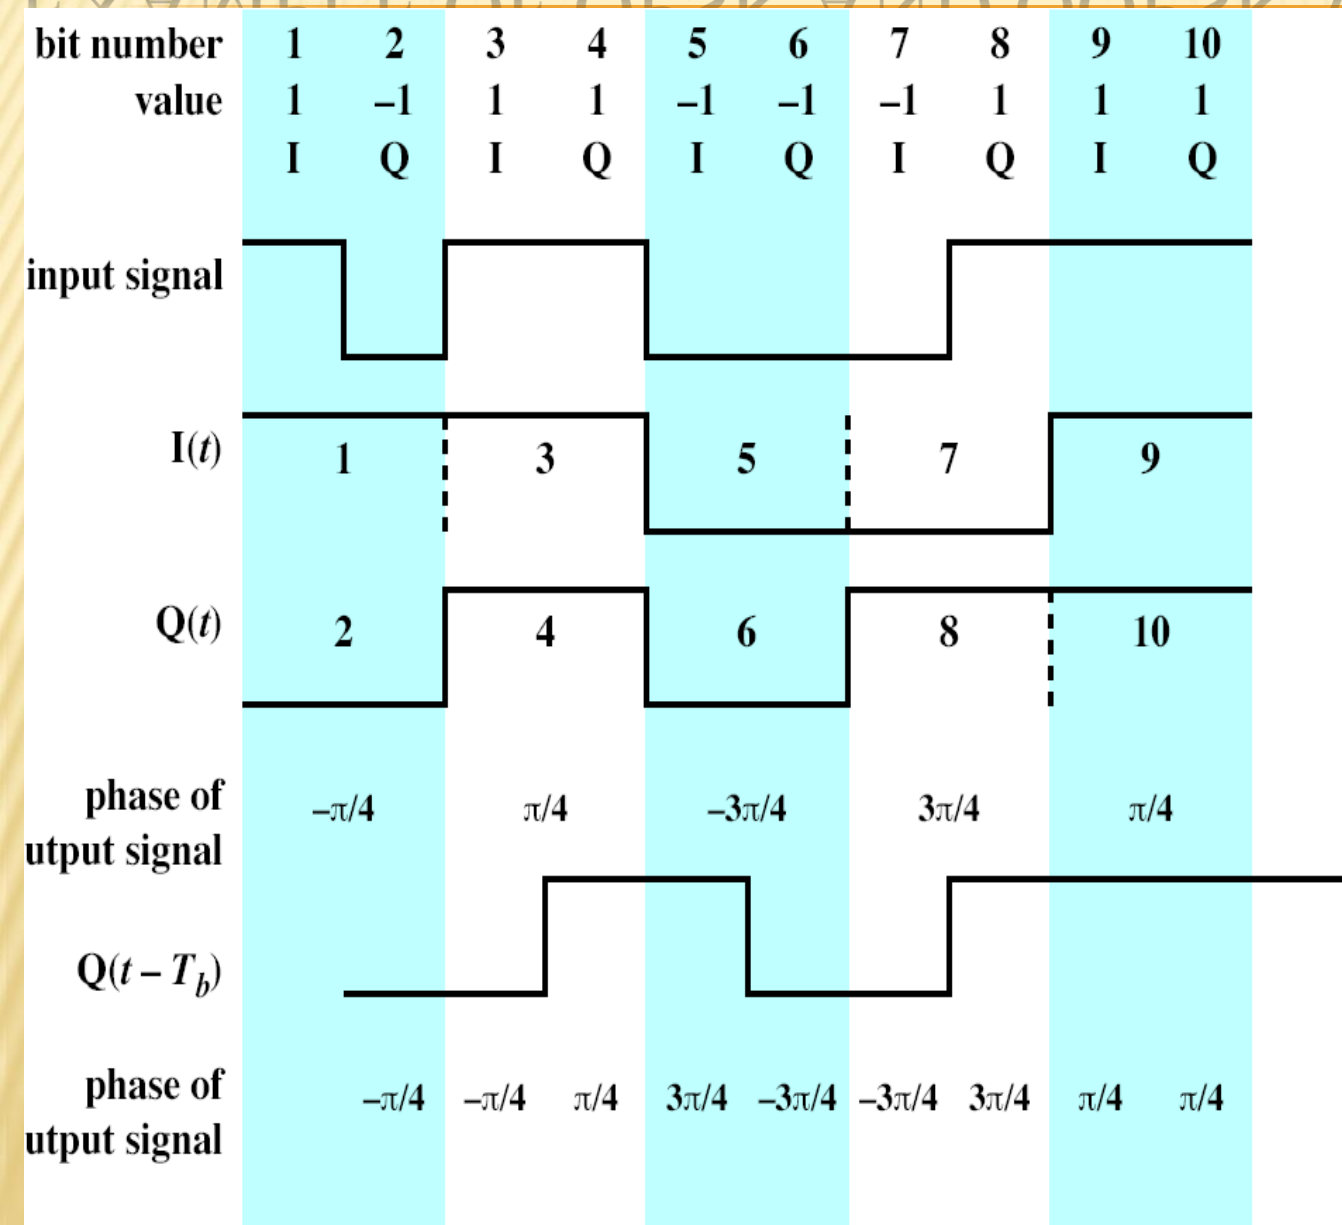 bit number 1 2 3 4 5 6 7 8 9 10
value 1 –1 1 1 –1 –1 –1 1 1 1
I Q I Q I Q I Q I Q
input signal
I(t) 1 3 5 7 9
Q(t) 2 4 6 8 10
phase of
utput signal
–π/4 π/4 –3π/4 3π/4 π/4
Q(t – Tb)
phase of
utput signal
–π/4 –π/4 π/4 3π/4 –3π/4 –3π/4 3π/4 π/4 π/4